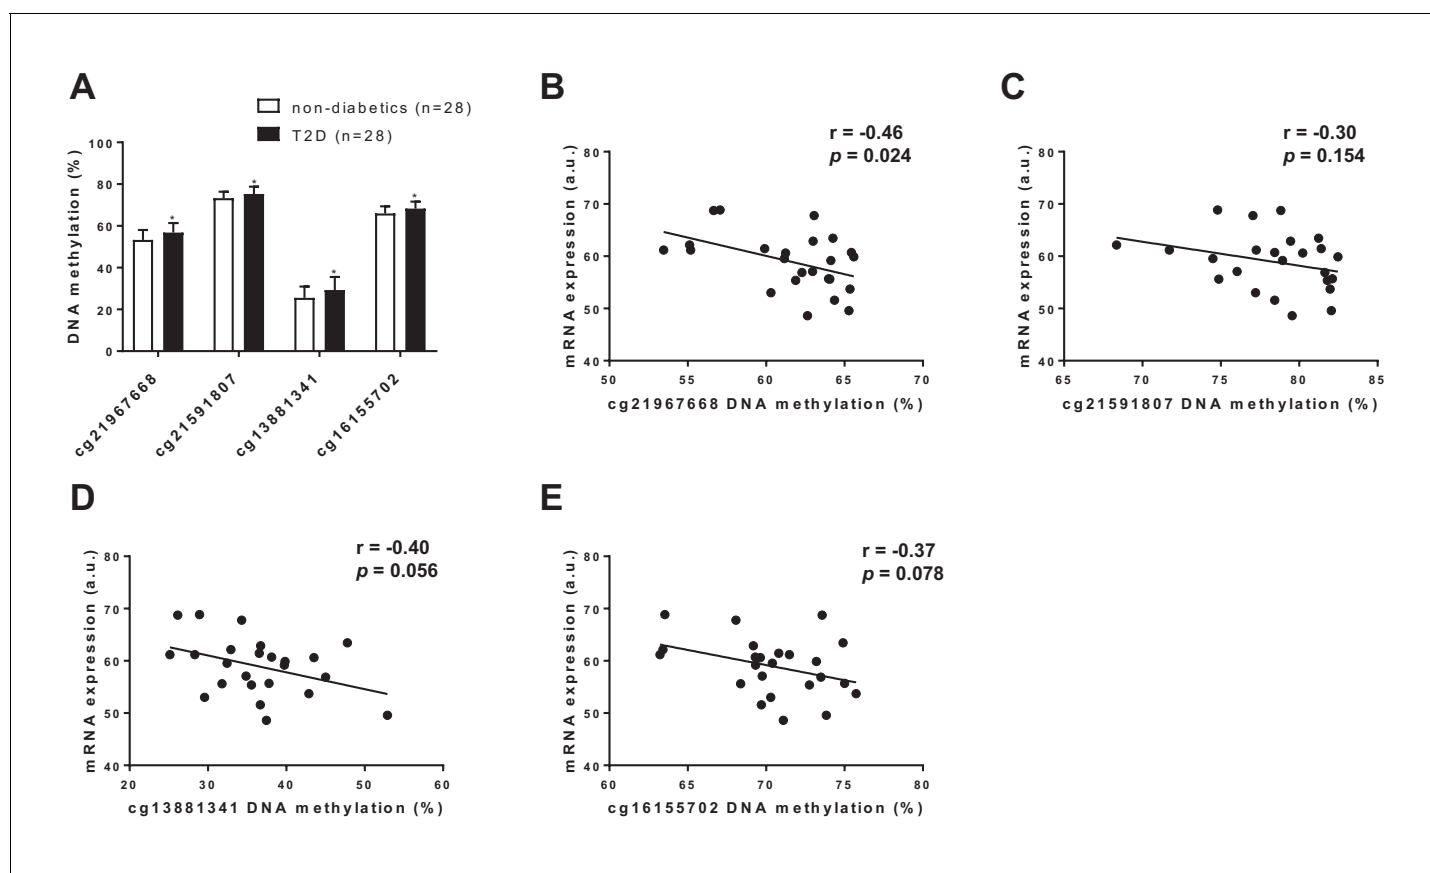 A
non-diabetics (n=28)
T2D (n=28)
DNA methylation (%)
100
80
60
40
20
0
* * * *
cg21967668
cg21591807
cg13881341
cg16155702
B
r = -0.46
p = 0.024
mRNA expression (a.u.)
80
70
60
50
40
50 55 60 65 70
cg21967668 DNA methylation (%)
C
r = -0.30
p = 0.154
mRNA expression (a.u.)
80
70
60
50
40
65 70 75 80 85
cg21591807 DNA methylation (%)
D
r = -0.40
p = 0.056
mRNA expression (a.u.)
80
70
60
50
40
20 30 40 50 60
cg13881341 DNA methylation (%)
E
r = -0.37
p = 0.078
mRNA expression (a.u.)
80
70
60
50
40
60 65 70 75 80
cg16155702 DNA methylation (%)